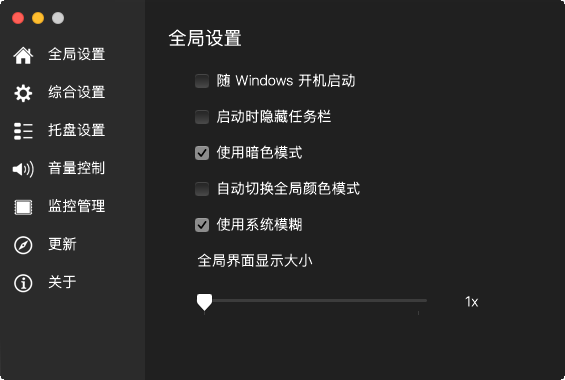 全局设置
综合设置
托盘设置
音量控制
监控管理
更新
关于
全局设置
随 Windows 开机启动
启动时隐藏任务栏
使用暗色模式
自动切换全局颜色模式
使用系统模糊
全局界面显示大小
1x